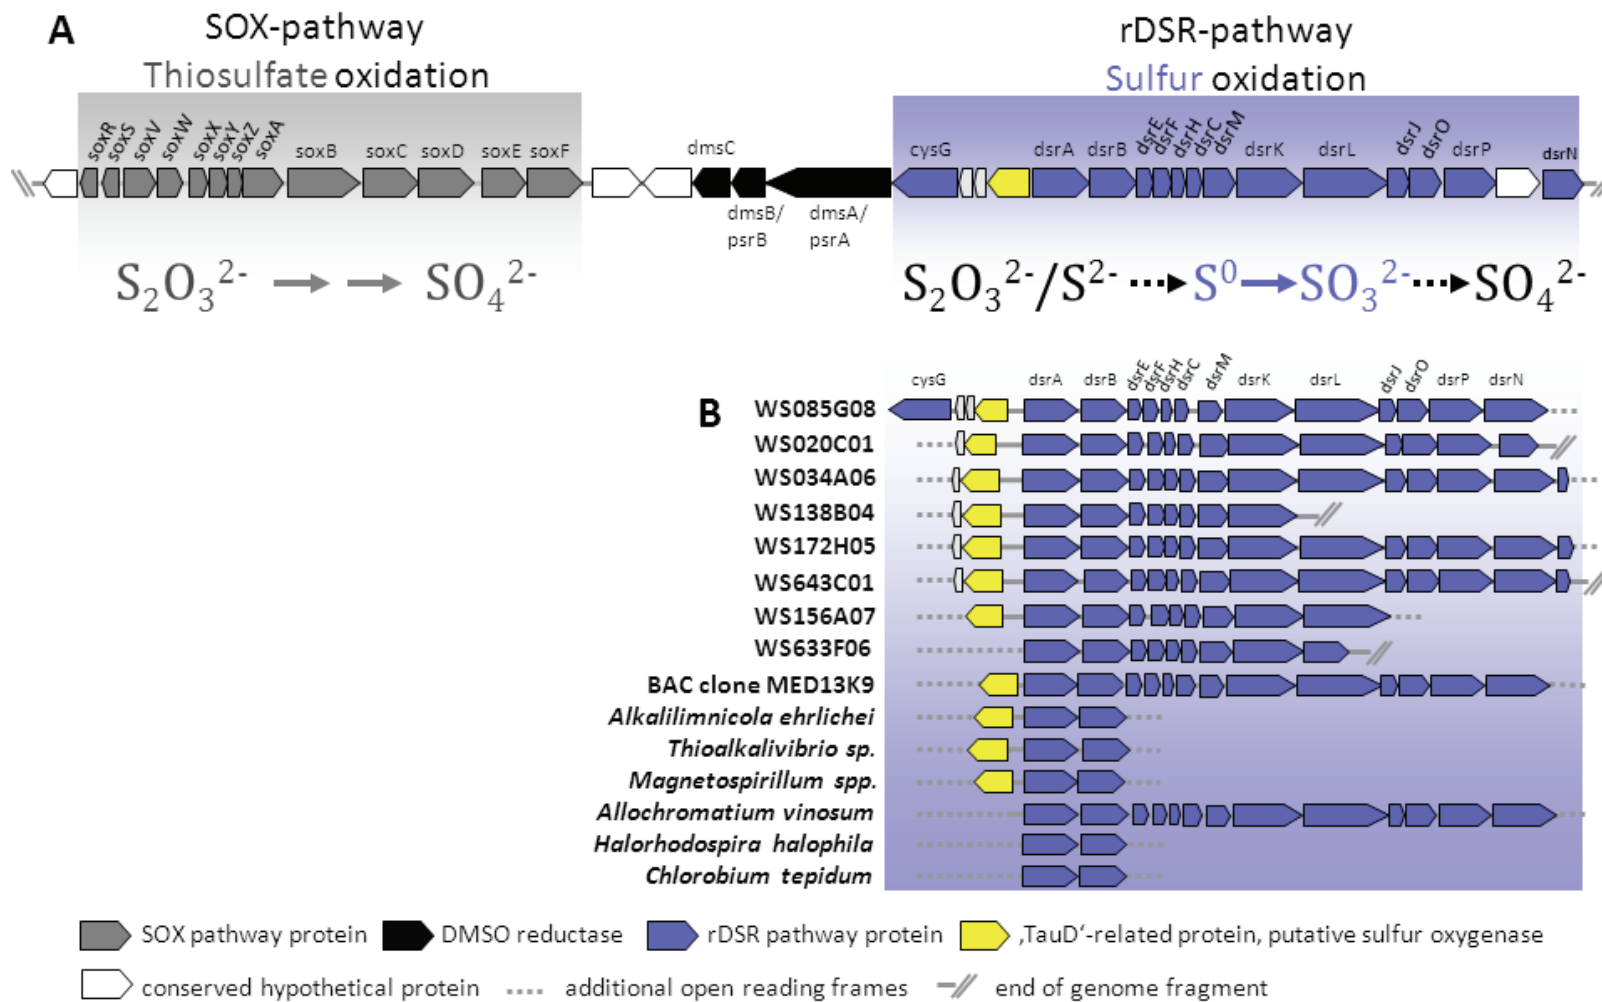 A
SOX-pathway
Thiosulfate oxidation
rDSR-pathway
Sulfur oxidation
soxR soxS soxV soxW soxX soxY soxZ soxA soxB soxC soxD soxE soxF
dmsC
dmsB/
psrB
dmsA/
psrA
cysG dsrA dsrB dsrE dsrF dsrH dsrC dsrM dsrK dsrL dsrJ dsrO dsrP dsrN
S₂O₃²⁻ → → SO₄²⁻
S₂O₃²⁻/S²⁻ ⇢ S⁰ → SO₃²⁻ ⇢ SO₄²⁻
B
cysG dsrA dsrB dsrE dsrF dsrH dsrC dsrM dsrK dsrL dsrJ dsrO dsrP dsrN
WS085G08
WS020C01
WS034A06
WS138B04
WS172H05
WS643C01
WS156A07
WS633F06
BAC clone MED13K9
Alkalilimnicola ehrlichei
Thioalkalivibrio sp.
Magnetospirillum spp.
Allochromatium vinosum
Halorhodospira halophila
Chlorobium tepidum
SOX pathway protein
DMSO reductase
rDSR pathway protein
‚TauD‘-related protein, putative sulfur oxygenase
conserved hypothetical protein
additional open reading frames
end of genome fragment